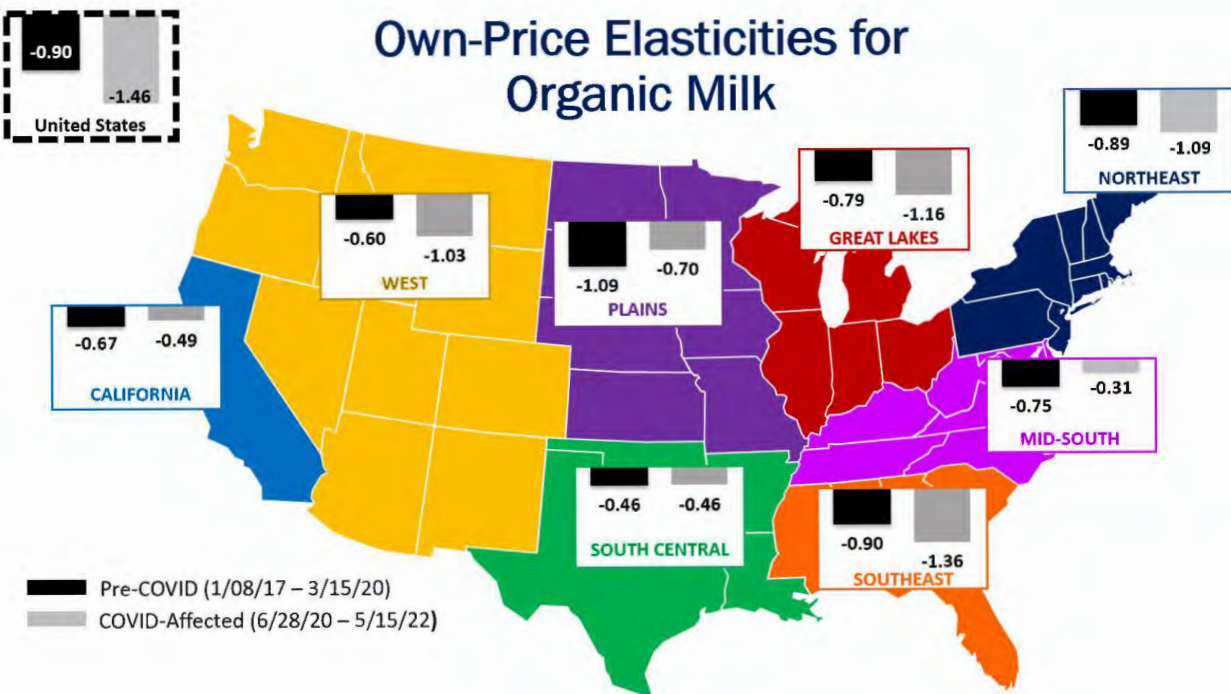 Own-Price Elasticities for
Organic Milk
-0.90
-1.46
United States
-0.89
-1.09
NORTHEAST
-0.79
-1.16
GREAT LAKES
-0.60
-1.03
WEST
-1.09
-0.70
PLAINS
-0.67
-0.49
CALIFORNIA
-0.75
-0.31
MID-SOUTH
-0.46
-0.46
SOUTH CENTRAL
-0.90
-1.36
SOUTHEAST
Pre-COVID (1/08/17 – 3/15/20)
COVID-Affected (6/28/20 – 5/15/22)